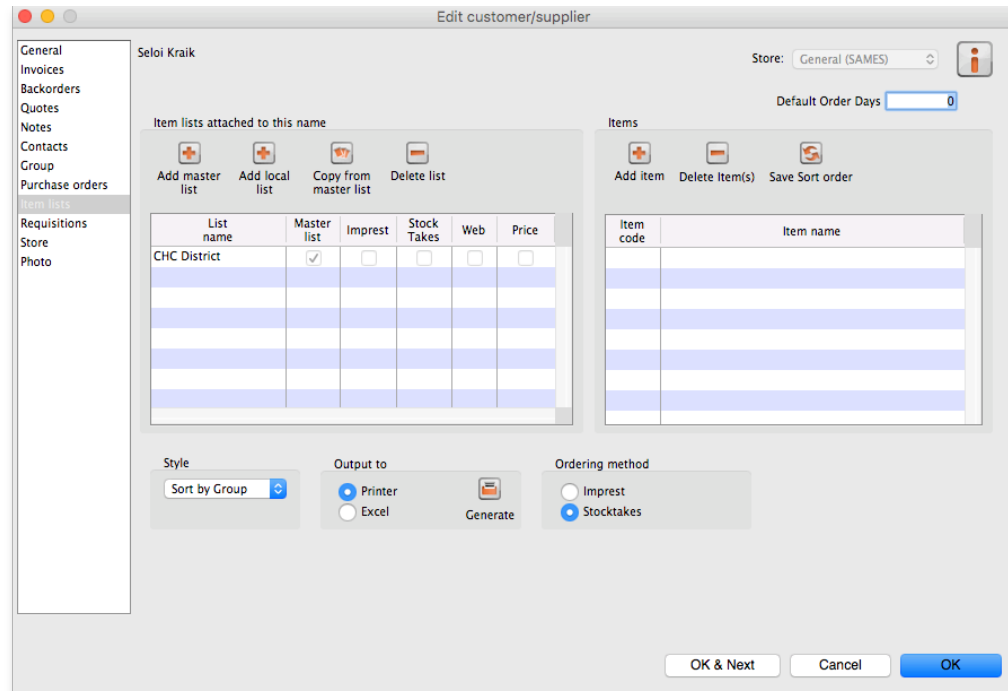 Edit customer/supplier
General
Invoices
Backorders
Quotes
Notes
Contacts
Group
Purchase orders
Item lists
Requisitions
Store
Photo
Seloi Kraik
Store: General (SAMES)
Default Order Days 0
Item lists attached to this name
Add master
list
Add local
list
Copy from
master list
Delete list
List
name
Master
list
Imprest
Stock
Takes
Web
Price
CHC District
Items
Add item
Delete Item(s)
Save Sort order
Item
code
Item name
Style
Sort by Group
Output to
Printer
Excel
Generate
Ordering method
Imprest
Stocktakes
OK & Next
Cancel
OK